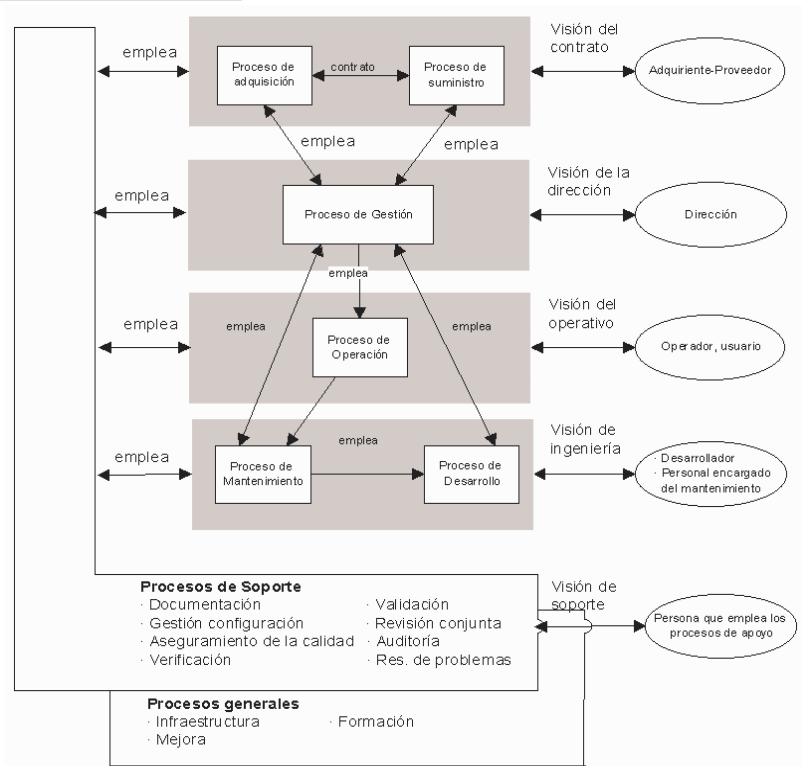 Visión del
contrato
emplea
Proceso de
adquisición
contrato
Proceso de
suministro
Adquiriente-Proveedor
emplea
emplea
Visión de la
dirección
emplea
Proceso de Gestión
Dirección
emplea
Visión del
operativo
emplea
emplea
Proceso de
Operación
emplea
Operador, usuario
Visión de
ingeniería
emplea
Proceso de
Mantenimiento
emplea
Proceso de
Desarrollo
· Desarrollador
· Personal encargado
del mantenimiento
Procesos de Soporte
· Documentación
· Gestión configuración
· Aseguramiento de la calidad
· Verificación
· Validación
· Revisión conjunta
· Auditoría
· Res. de problemas
Visión de
soporte
Persona que emplea los
procesos de apoyo
Procesos generales
· Infraestructura
· Mejora
· Formación